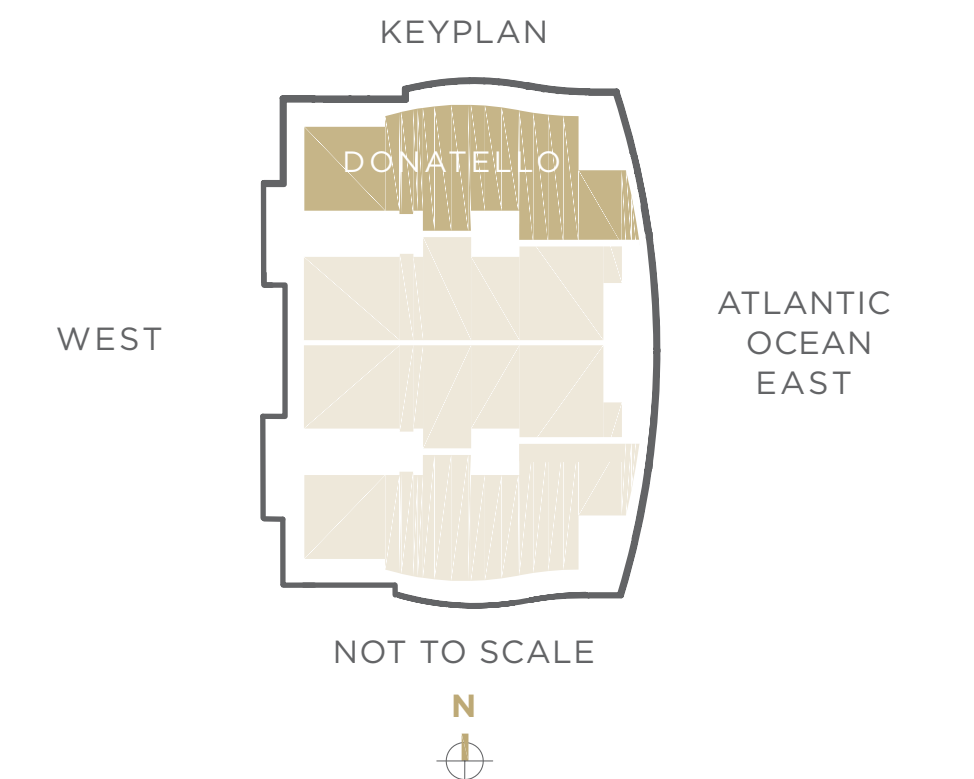 KEYPLAN
DONATELLO
WEST
ATLANTIC
OCEAN
EAST
NOT TO SCALE
N